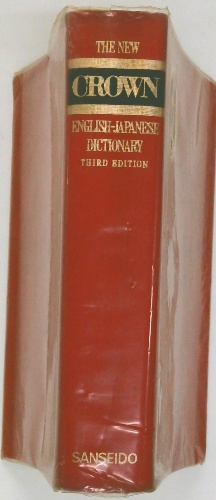 THE NEW
CROWN
ENGLISH-JAPANESE
DICTIONARY
THIRD EDITION
SANSEIDO